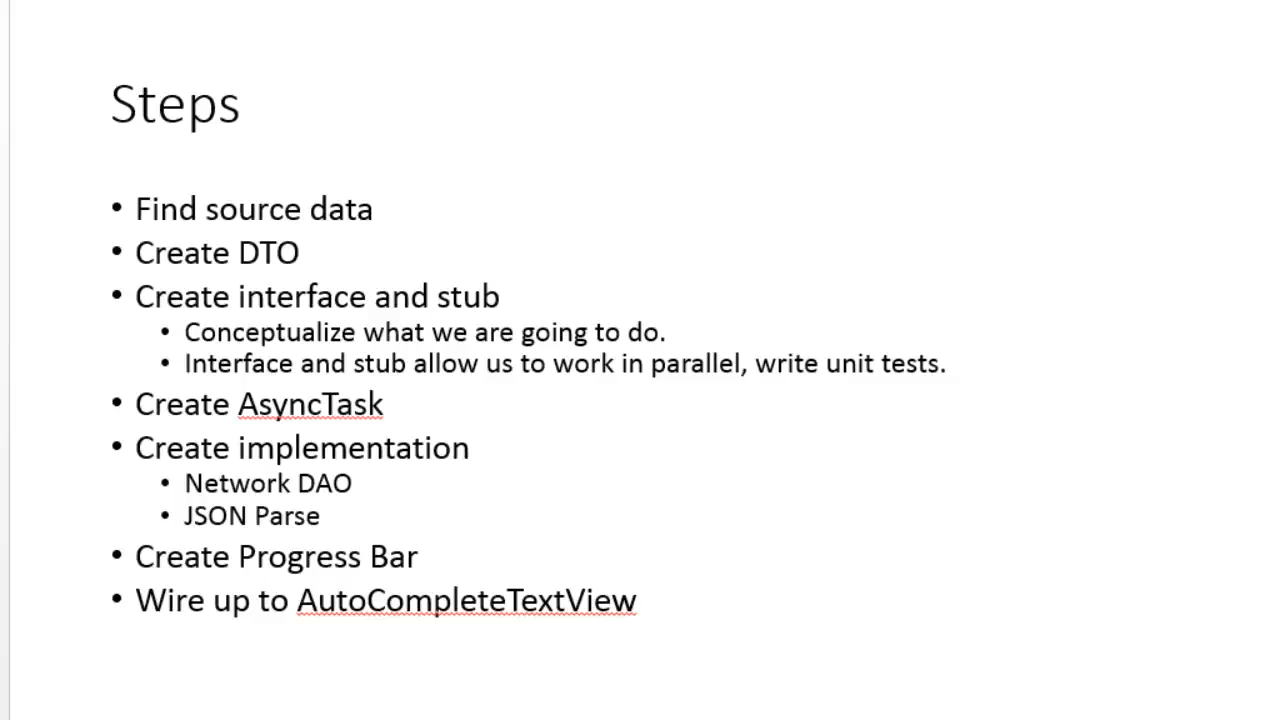 Steps
• Find source data
• Create DTO
• Create interface and stub
• Conceptualize what we are going to do.
• Interface and stub allow us to work in parallel, write unit tests.
• Create AsyncTask
• Create implementation
• Network DAO
• JSON Parse
• Create Progress Bar
• Wire up to AutoCompleteTextView